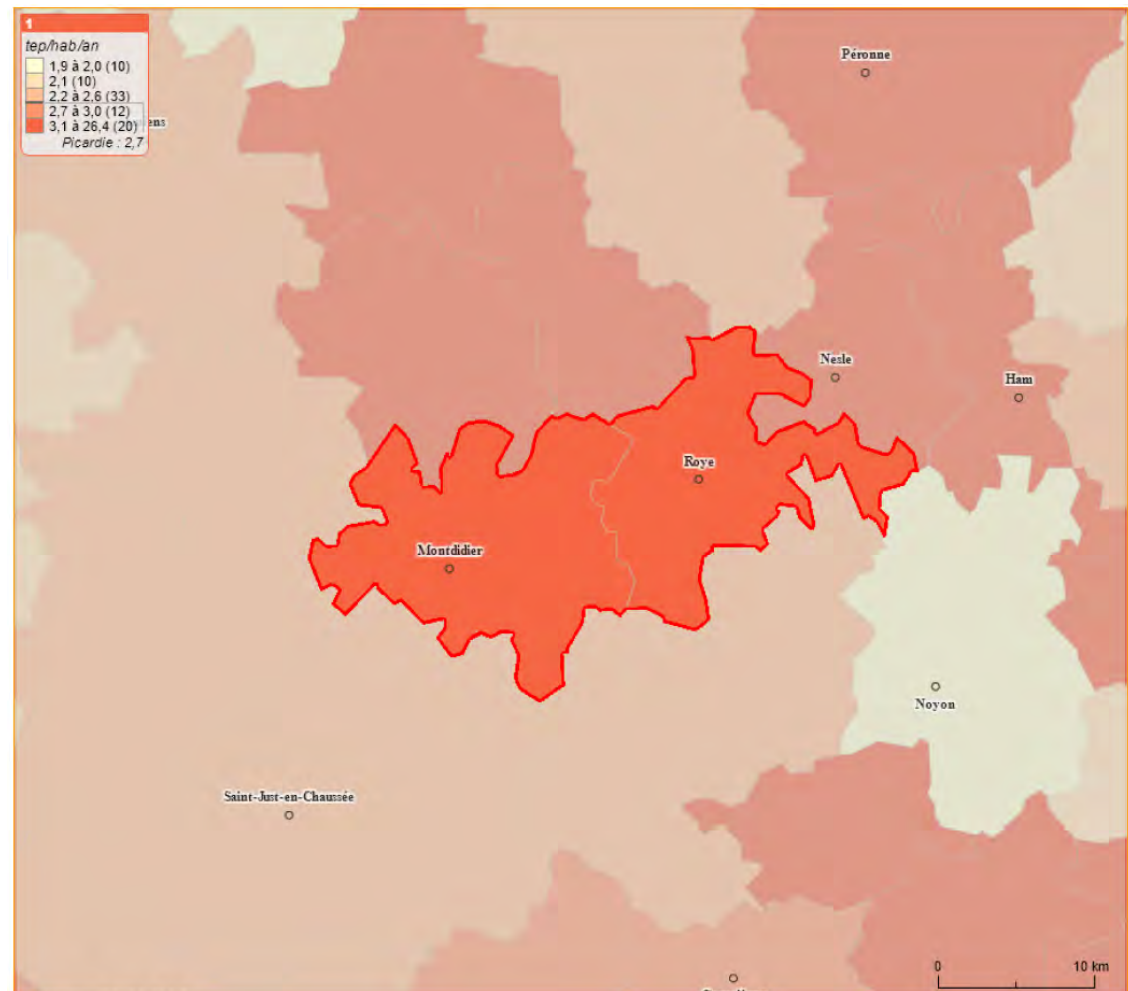 1
tep/hab/an
1,9 à 2,0 (10)
2,1 (10)
2,2 à 2,6 (33)
2,7 à 3,0 (12)
3,1 à 26,4 (20)
Picardie : 2,7
Péronne
Nesle
Ham
Roye
Montdidier
Noyon
Saint-Just-en-Chaussée
0 10 km